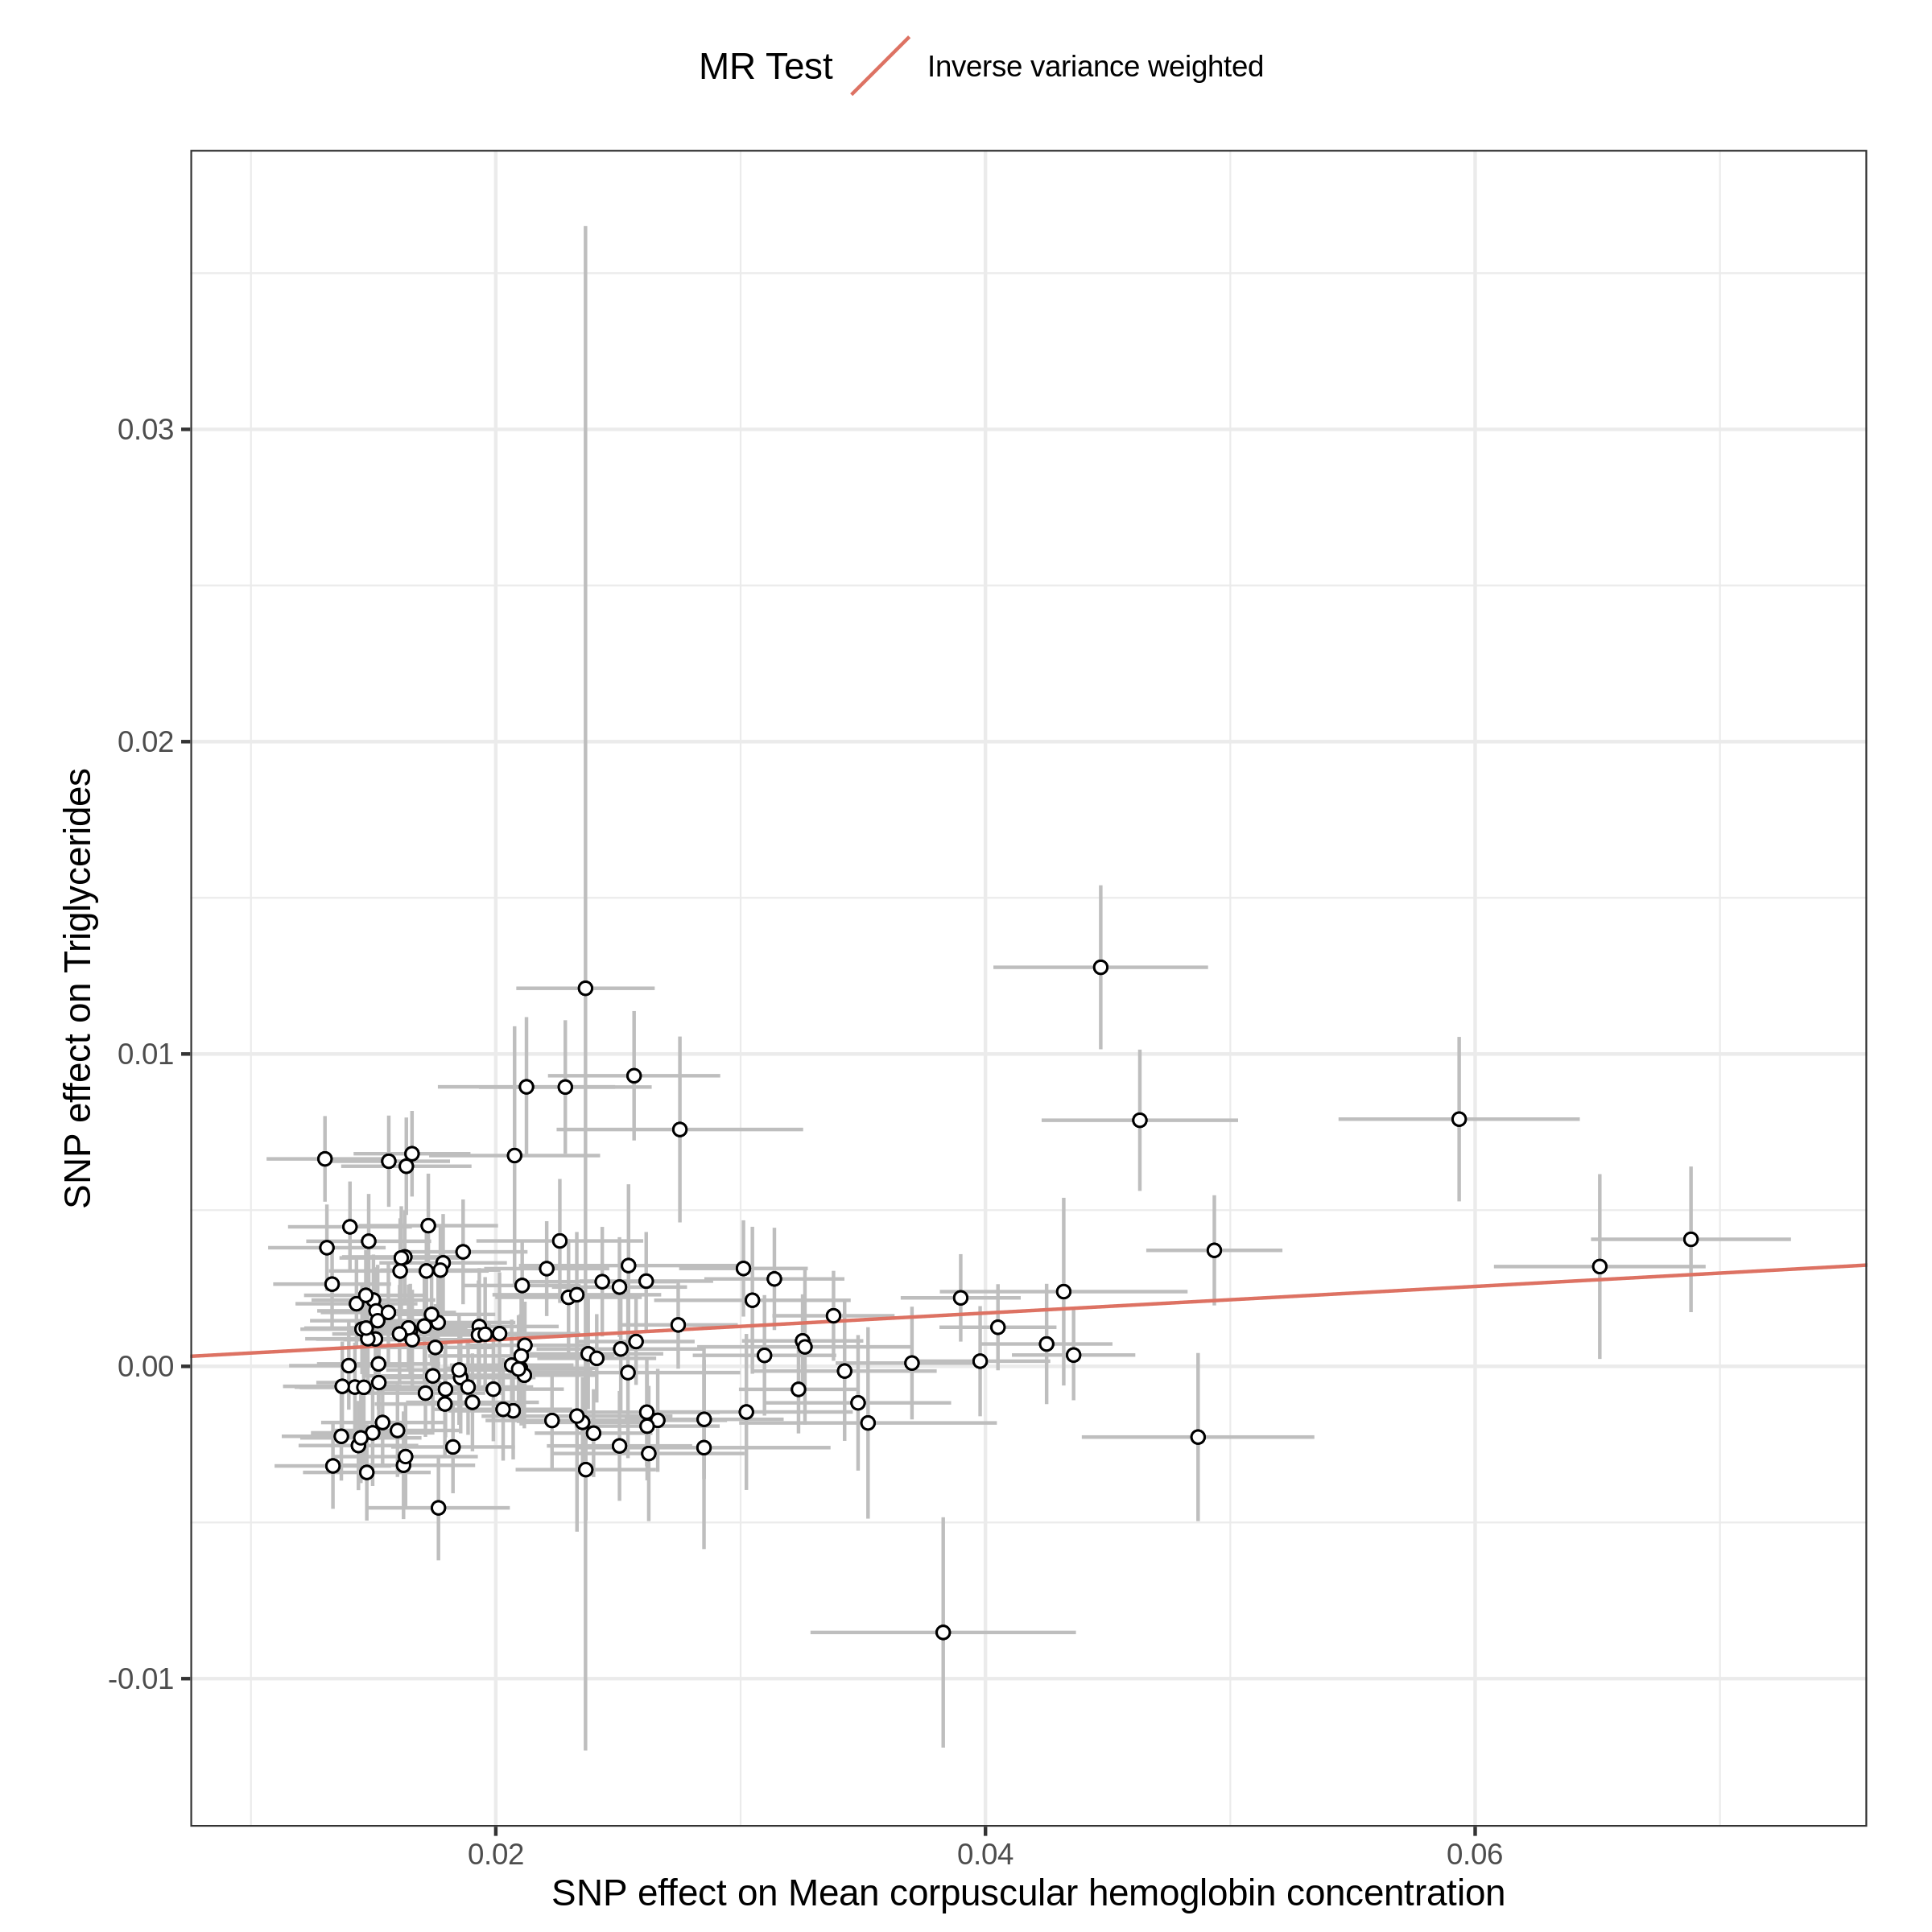 MR Test
Inverse variance weighted
SNP effect on Triglycerides
0.03
0.02
0.01
0.00
-0.01
0.02
0.04
0.06
SNP effect on Mean corpuscular hemoglobin concentration